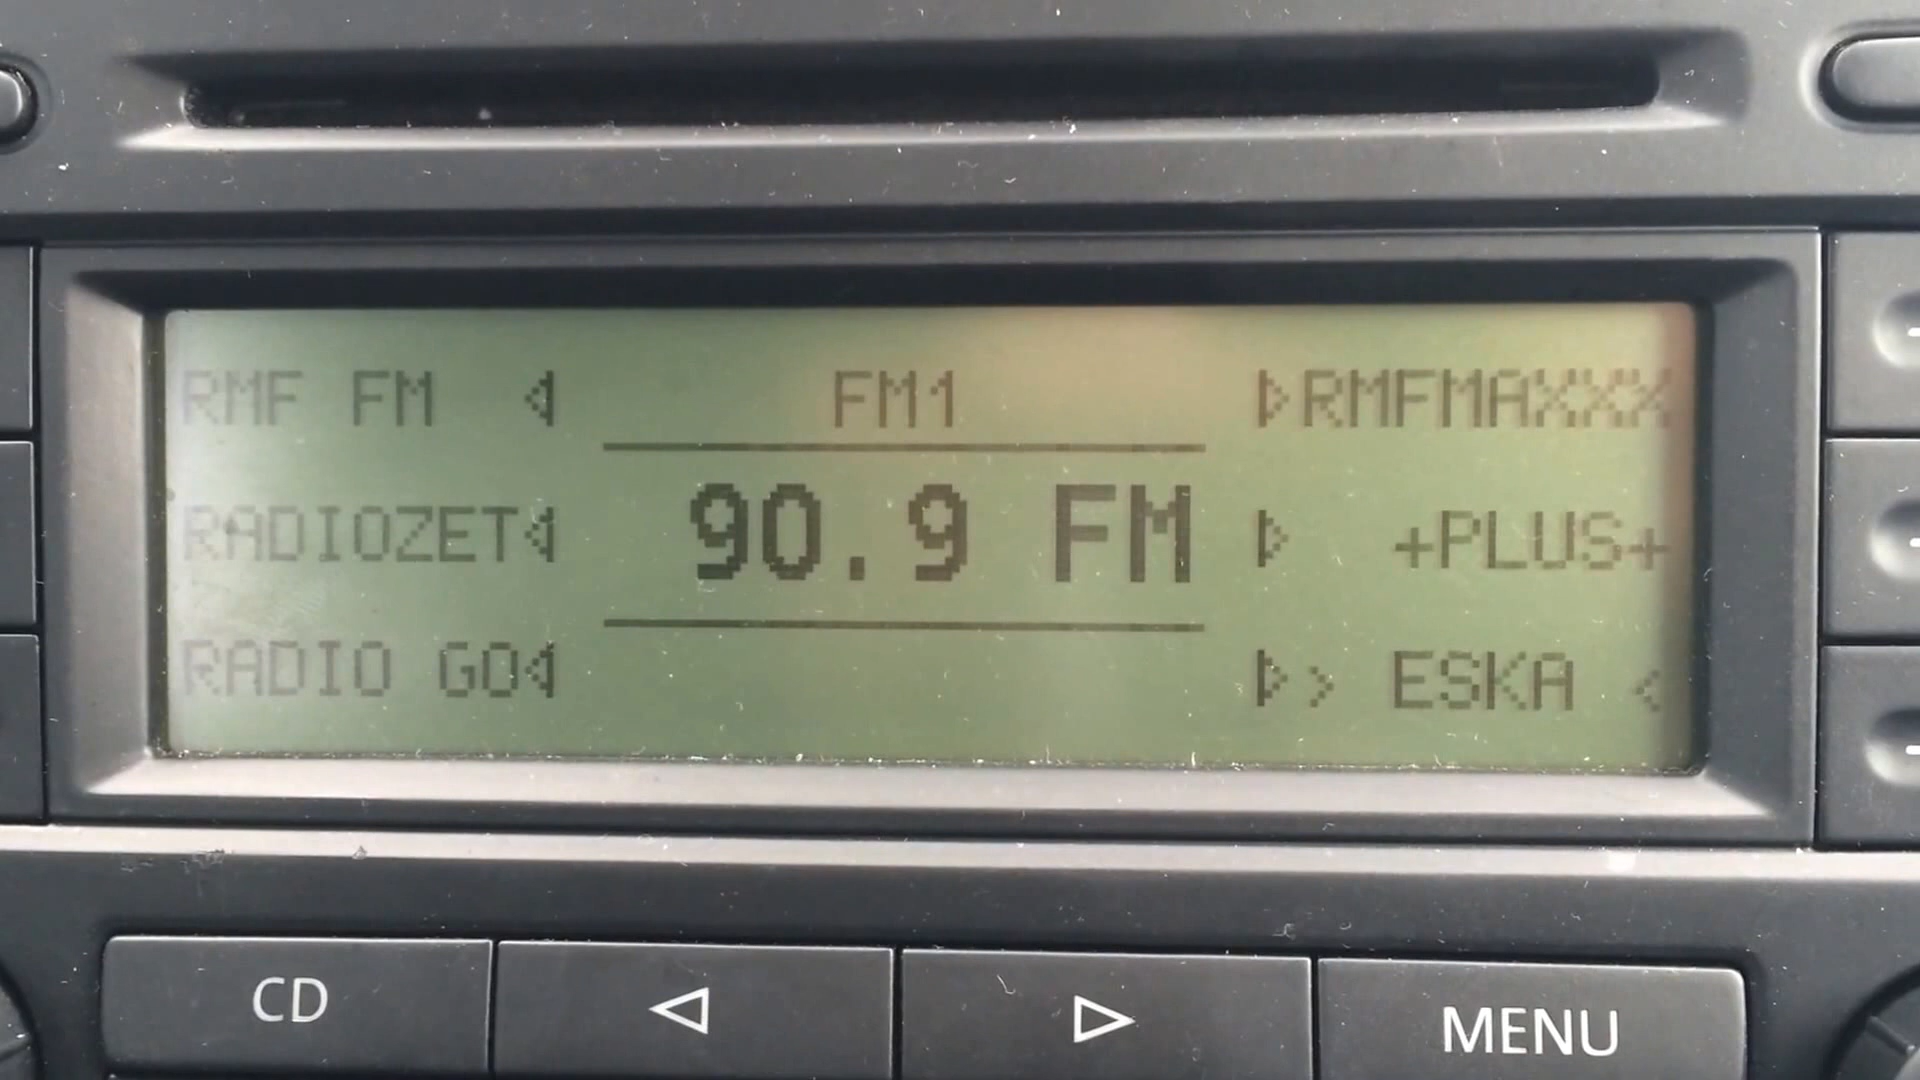 RMF FM ◁ FM1 ▷RMFMAXXX
RADIOZET◁ 90.9 FM ▷ +PLUS+
RADIO GO◁ ▷> ESKA <
CD ◁ ▷ MENU